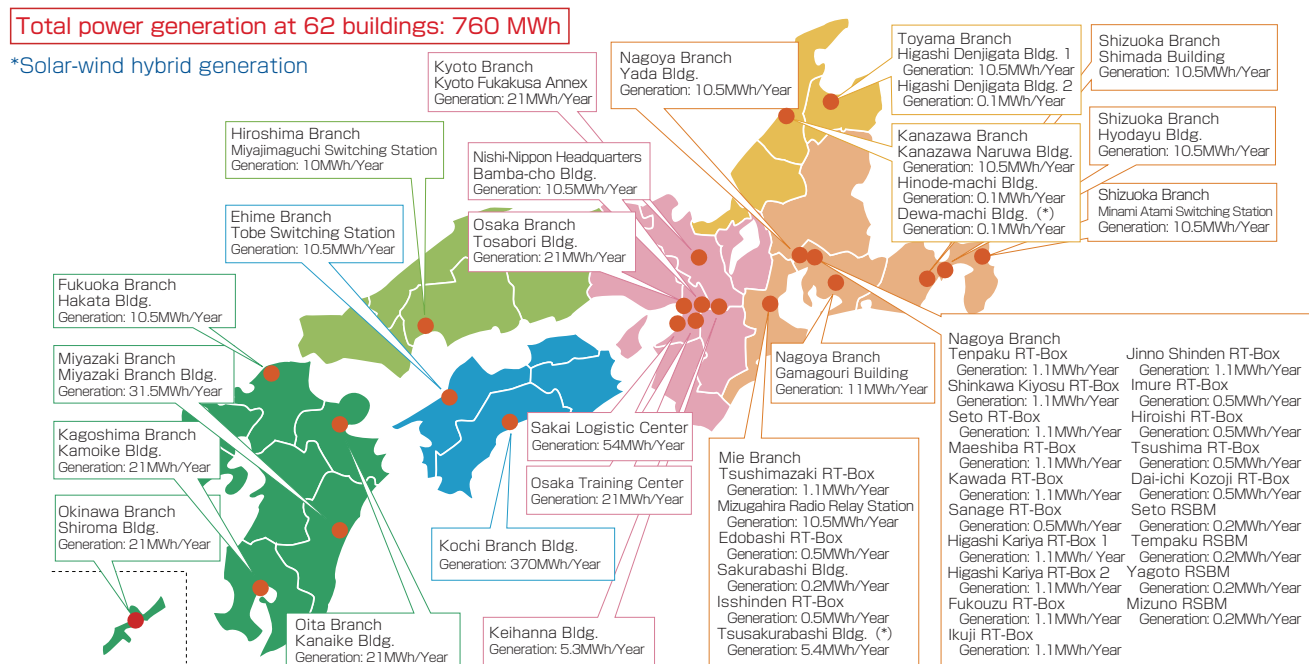 Total power generation at 62 buildings: 760 MWh
*Solar-wind hybrid generation
Kyoto Branch
Kyoto Fukakusa Annex
Generation: 21MWh/Year
Nagoya Branch
Yada Bldg.
Generation: 10.5MWh/Year
Toyama Branch
Higashi Denjigata Bldg. 1
Generation: 10.5MWh/Year
Higashi Denjigata Bldg. 2
Generation: 0.1MWh/Year
Shizuoka Branch
Shimada Building
Generation: 10.5MWh/Year
Hiroshima Branch
Miyajimaguchi Switching Station
Generation: 10MWh/Year
Nishi-Nippon Headquarters
Bamba-cho Bldg.
Generation: 10.5MWh/Year
Kanazawa Branch
Kanazawa Naruwa Bldg.
Generation: 10.5MWh/Year
Hinode-machi Bldg.
Generation: 0.1MWh/Year
Dewa-machi Bldg. (*)
Generation: 0.1MWh/Year
Shizuoka Branch
Hyodayu Bldg.
Generation: 10.5MWh/Year
Shizuoka Branch
Minami Atami Switching Station
Generation: 10.5MWh/Year
Ehime Branch
Tobe Switching Station
Generation: 10.5MWh/Year
Osaka Branch
Tosabori Bldg.
Generation: 21MWh/Year
Fukuoka Branch
Hakata Bldg.
Generation: 10.5MWh/Year
Miyazaki Branch
Miyazaki Branch Bldg.
Generation: 31.5MWh/Year
Kagoshima Branch
Kamoike Bldg.
Generation: 21MWh/Year
Okinawa Branch
Shiroma Bldg.
Generation: 21MWh/Year
Oita Branch
Kanaike Bldg.
Generation: 21MWh/Year
Kochi Branch Bldg.
Generation: 370MWh/Year
Sakai Logistic Center
Generation: 54MWh/Year
Osaka Training Center
Generation: 21MWh/Year
Keihanna Bldg.
Generation: 5.3MWh/Year
Nagoya Branch
Gamagouri Building
Generation: 11MWh/Year
Mie Branch
Tsushimazaki RT-Box
Generation: 1.1MWh/Year
Mizugahira Radio Relay Station
Generation: 10.5MWh/Year
Edobashi RT-Box
Generation: 0.5MWh/Year
Sakurabashi Bldg.
Generation: 0.2MWh/Year
Isshinden RT-Box
Generation: 0.5MWh/Year
Tsusakurabashi Bldg. (*)
Generation: 5.4MWh/Year
Nagoya Branch
Tenpaku RT-Box
Generation: 1.1MWh/Year
Shinkawa Kiyosu RT-Box
Generation: 1.1MWh/Year
Seto RT-Box
Generation: 1.1MWh/Year
Maeshiba RT-Box
Generation: 1.1MWh/Year
Kawada RT-Box
Generation: 1.1MWh/Year
Sanage RT-Box
Generation: 0.5MWh/Year
Higashi Kariya RT-Box 1
Generation: 1.1MWh/ Year
Higashi Kariya RT-Box 2
Generation: 1.1MWh/Year
Fukouzu RT-Box
Generation: 1.1MWh/Year
Ikuji RT-Box
Generation: 1.1MWh/Year
Jinno Shinden RT-Box
Generation: 1.1MWh/Year
Imure RT-Box
Generation: 0.5MWh/Year
Hiroishi RT-Box
Generation: 0.5MWh/Year
Tsushima RT-Box
Generation: 0.5MWh/Year
Dai-ichi Kozoji RT-Box
Generation: 0.5MWh/Year
Seto RSBM
Generation: 0.2MWh/Year
Tempaku RSBM
Generation: 0.2MWh/Year
Yagoto RSBM
Generation: 0.2MWh/Year
Mizuno RSBM
Generation: 0.2MWh/Year